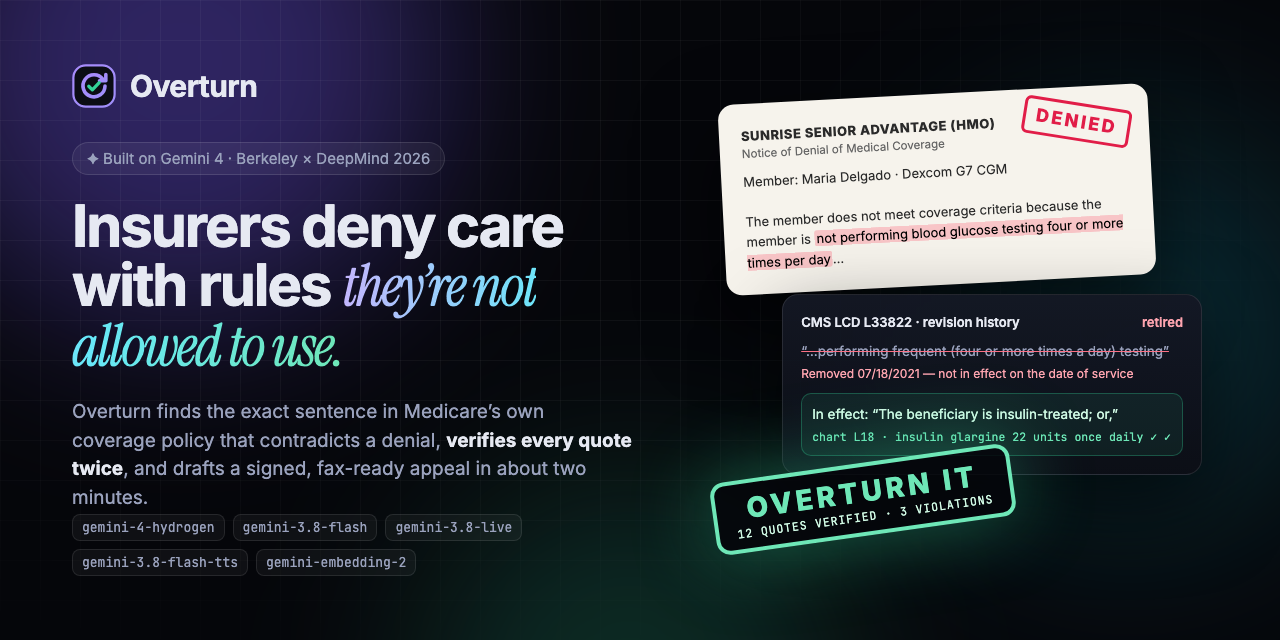 Overturn
✦ Built on Gemini 4 · Berkeley × DeepMind 2026
Insurers deny care
with rules they’re not
allowed to use.
Overturn finds the exact sentence in Medicare’s own
coverage policy that contradicts a denial, verifies every quote
twice, and drafts a signed, fax-ready appeal in about two
minutes.
gemini-4-hydrogen gemini-3.8-flash gemini-3.8-live
gemini-3.8-flash-tts gemini-embedding-2
SUNRISE SENIOR ADVANTAGE (HMO)
DENIED
Notice of Denial of Medical Coverage
Member: Maria Delgado · Dexcom G7 CGM
The member does not meet coverage criteria because the
member is not performing blood glucose testing four or more
times per day…
CMS LCD L33822 · revision history retired
“…performing frequent (four or more times a day) testing”
Removed 07/18/2021 — not in effect on the date of service
In effect: “The beneficiary is insulin-treated; or,”
chart L18 · insulin glargine 22 units once daily ✓ ✓
OVERTURN IT
12 QUOTES VERIFIED · 3 VIOLATIONS